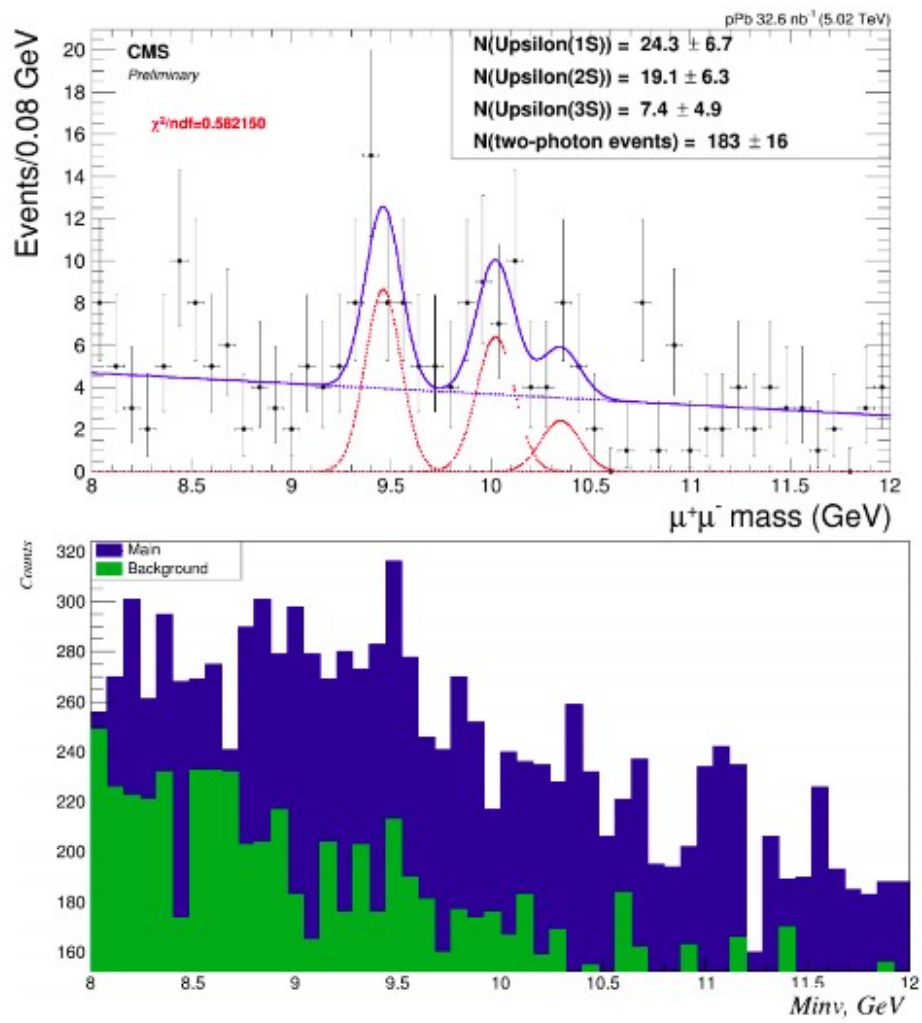 pPb 32.6 nb⁻¹ (5.02 TeV)
CMS
Preliminary
χ²/ndf=0.582150
N(Upsilon(1S)) = 24.3 ± 6.7
N(Upsilon(2S)) = 19.1 ± 6.3
N(Upsilon(3S)) = 7.4 ± 4.9
N(two-photon events) = 183 ± 16
Events/0.08 GeV
20
18
16
14
12
10
8
6
4
2
0
8 8.5 9 9.5 10 10.5 11 11.5 12
μ⁺μ⁻ mass (GeV)
Counts
Main
Background
320
300
280
260
240
220
200
180
160
8 8.5 9 9.5 10 10.5 11 11.5 12
Minv, GeV